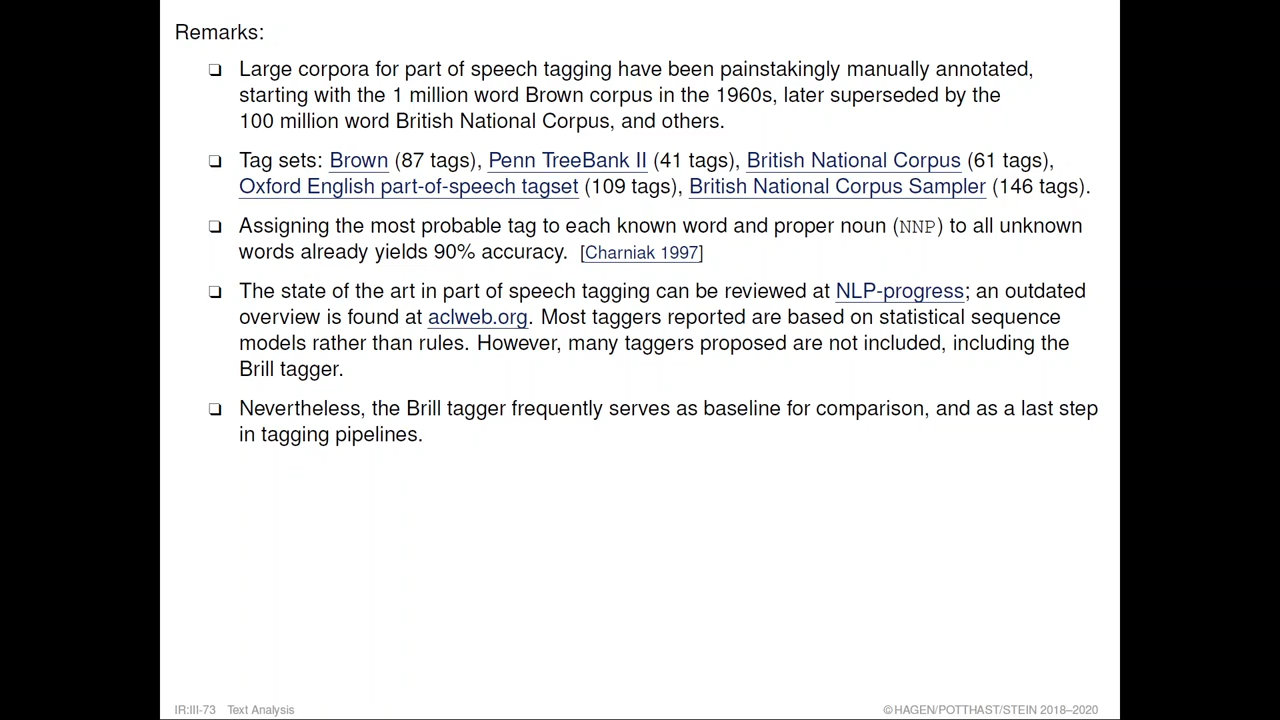 Remarks:
❑ Large corpora for part of speech tagging have been painstakingly manually annotated,
starting with the 1 million word Brown corpus in the 1960s, later superseded by the
100 million word British National Corpus, and others.
❑ Tag sets: Brown (87 tags), Penn TreeBank II (41 tags), British National Corpus (61 tags),
Oxford English part-of-speech tagset (109 tags), British National Corpus Sampler (146 tags).
❑ Assigning the most probable tag to each known word and proper noun (NNP) to all unknown
words already yields 90% accuracy. [Charniak 1997]
❑ The state of the art in part of speech tagging can be reviewed at NLP-progress; an outdated
overview is found at aclweb.org. Most taggers reported are based on statistical sequence
models rather than rules. However, many taggers proposed are not included, including the
Brill tagger.
❑ Nevertheless, the Brill tagger frequently serves as baseline for comparison, and as a last step
in tagging pipelines.
IR:III-73 Text Analysis ©HAGEN/POTTHAST/STEIN 2018–2020